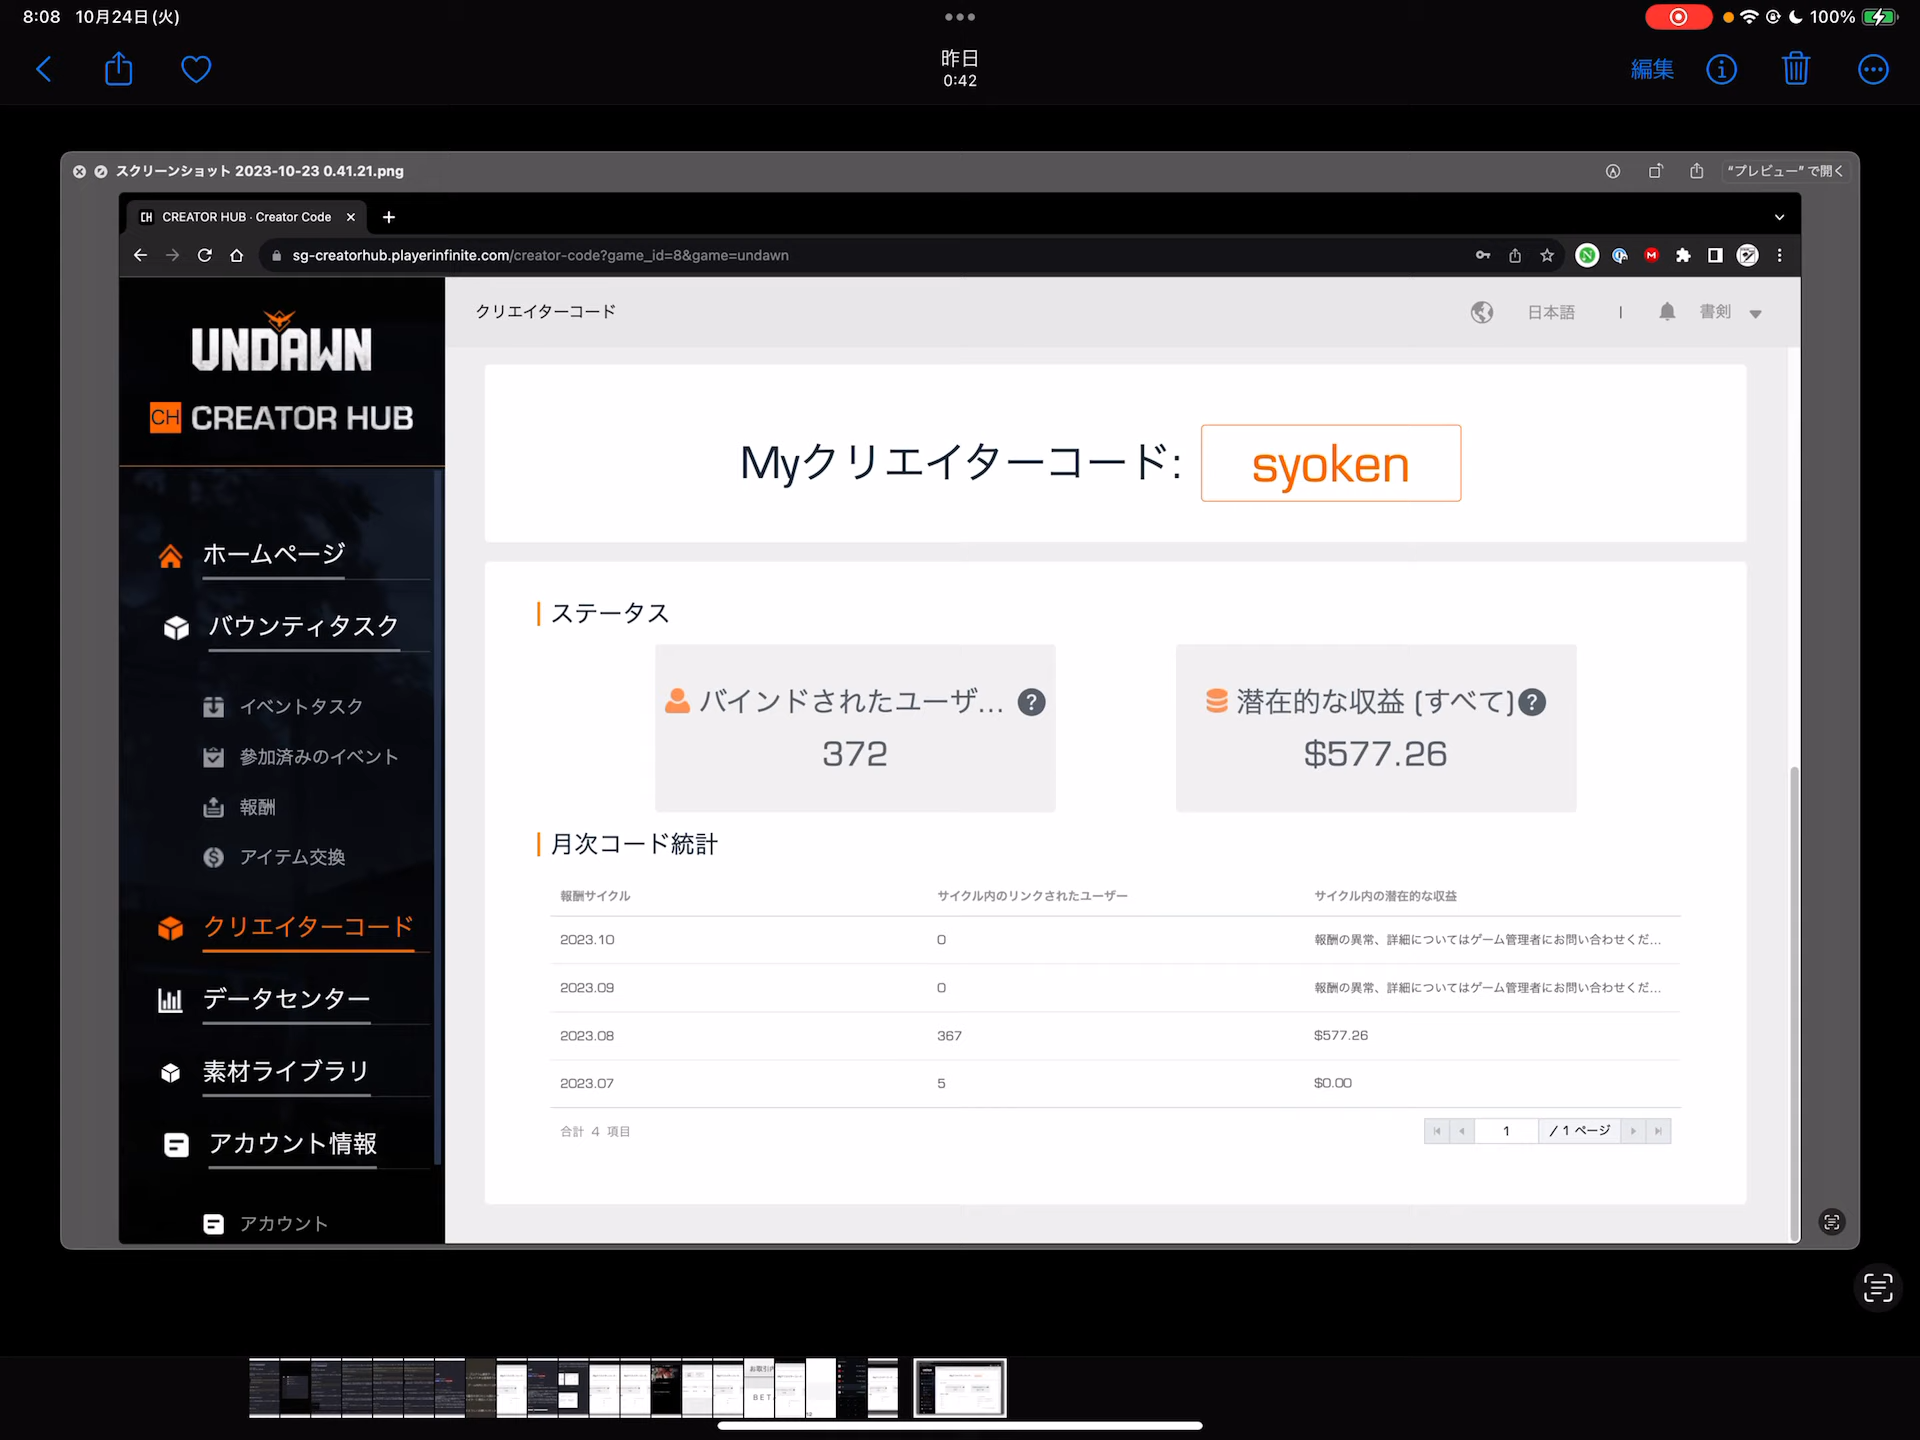 8:08 10月24日(火)
100%
昨日
0:42
編集
スクリーンショット 2023-10-23 0.41.21.png
"プレビュー" で開く
CH CREATOR HUB · Creator Code
sg-creatorhub.playerinfinite.com/creator-code?game_id=8&game=undawn
UNDAWN
CH CREATOR HUB
クリエイターコード
日本語
書剣
Myクリエイターコード: syoken
ホームページ
バウンティタスク
イベントタスク
参加済みのイベント
報酬
アイテム交換
クリエイターコード
データセンター
素材ライブラリ
アカウント情報
アカウント
ステータス
バインドされたユーザ... ?
372
潜在的な収益 (すべて) ?
$577.26
月次コード統計
報酬サイクル サイクル内のリンクされたユーザー サイクル内の潜在的な収益
2023.10 0 報酬の異常、詳細についてはゲーム管理者にお問い合わせくだ...
2023.09 0 報酬の異常、詳細についてはゲーム管理者にお問い合わせくだ...
2023.08 367 $577.26
2023.07 5 $0.00
合計 4 項目
1 / 1 ページ